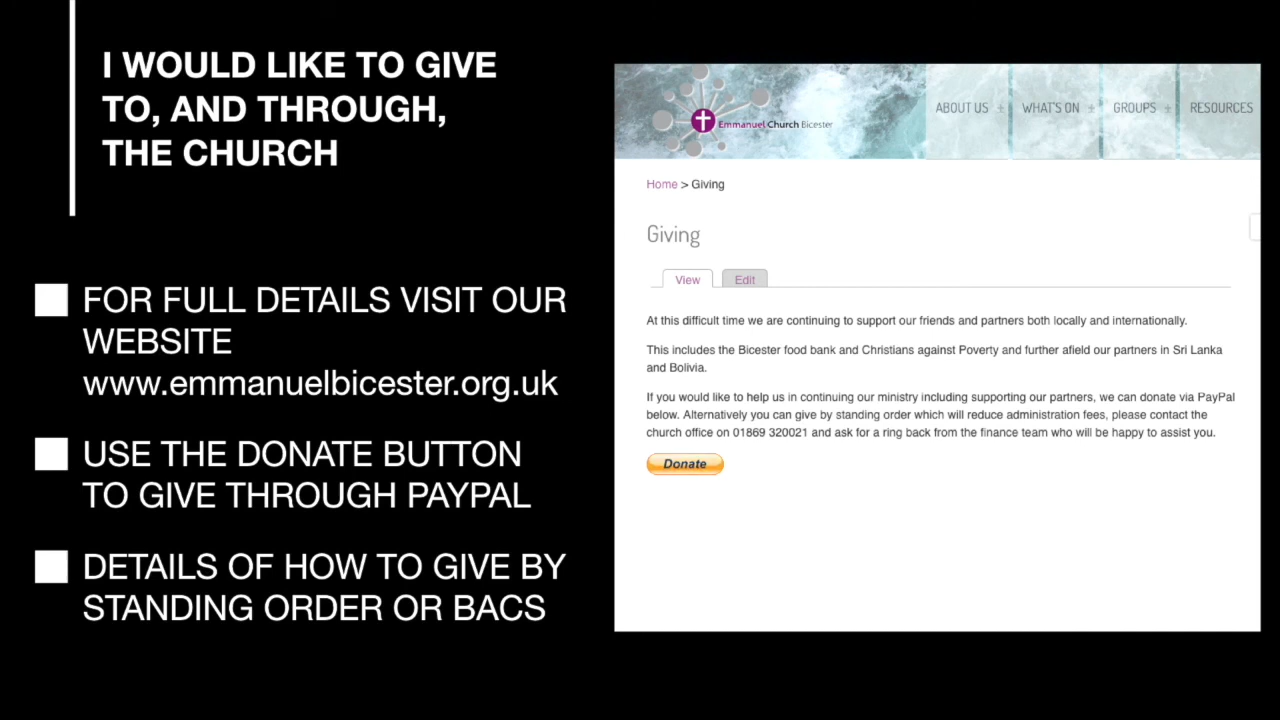 I WOULD LIKE TO GIVE
TO, AND THROUGH,
THE CHURCH
FOR FULL DETAILS VISIT OUR
WEBSITE
www.emmanuelbicester.org.uk
USE THE DONATE BUTTON
TO GIVE THROUGH PAYPAL
DETAILS OF HOW TO GIVE BY
STANDING ORDER OR BACS
Emmanuel Church Bicester
ABOUT US + WHAT'S ON + GROUPS + RESOURCES
Home > Giving
Giving
View Edit
At this difficult time we are continuing to support our friends and partners both locally and internationally.
This includes the Bicester food bank and Christians against Poverty and further afield our partners in Sri Lanka
and Bolivia.
If you would like to help us in continuing our ministry including supporting our partners, we can donate via PayPal
below. Alternatively you can give by standing order which will reduce administration fees, please contact the
church office on 01869 320021 and ask for a ring back from the finance team who will be happy to assist you.
Donate